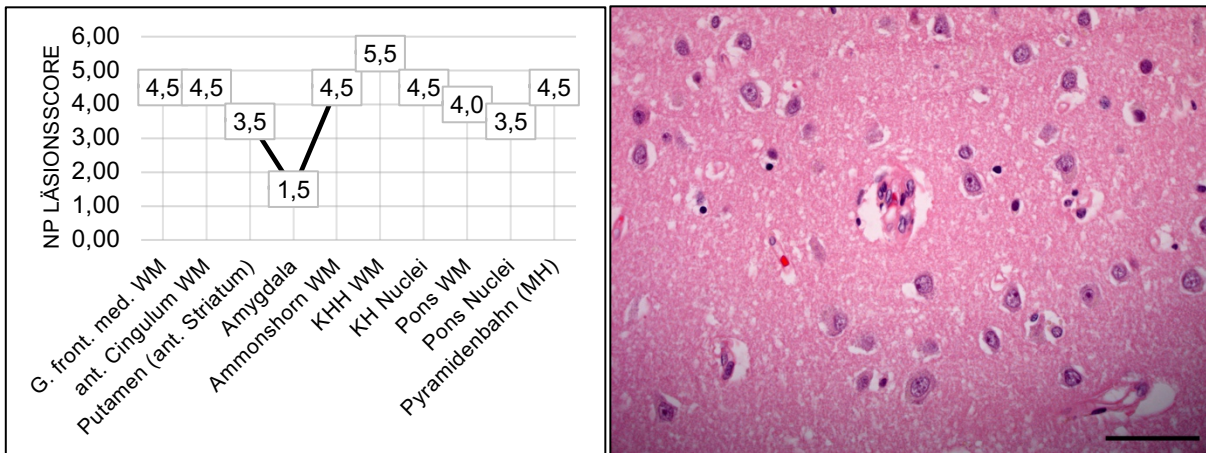 NP LÄSIONSSCORE
6,00
5,00
4,00
3,00
2,00
1,00
0,00
4,5
4,5
3,5
1,5
4,5
5,5
4,5
4,0
3,5
4,5
G. front. med. WM
ant. Cingulum WM
Putamen (ant. Striatum)
Amygdala
Ammonshorn WM
KHH WM
KH Nuclei
Pons WM
Pons Nuclei
Pyramidenbahn (MH)